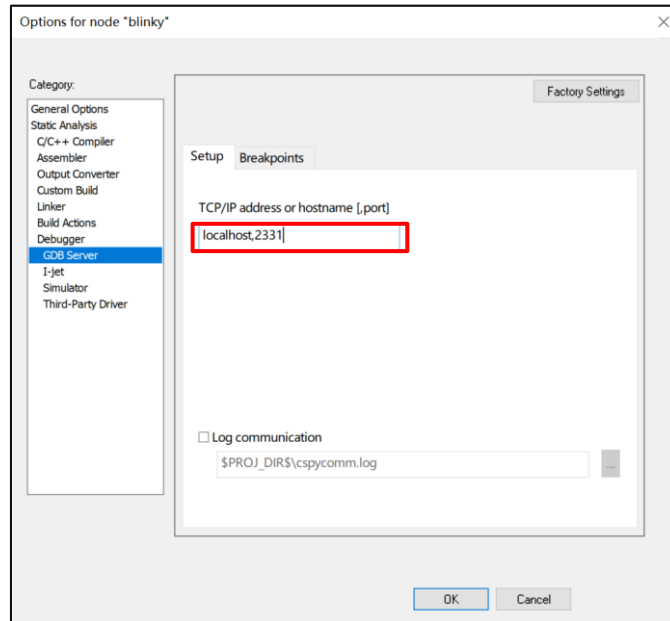 Options for node "blinky"
Category:
Factory Settings
General Options
Static Analysis
C/C++ Compiler
Assembler
Output Converter
Custom Build
Linker
Build Actions
Debugger
GDB Server
I-jet
Simulator
Third-Party Driver
Setup Breakpoints
TCP/IP address or hostname [,port]
localhost,2331
Log communication
$PROJ_DIR$\cspycomm.log
...
OK Cancel